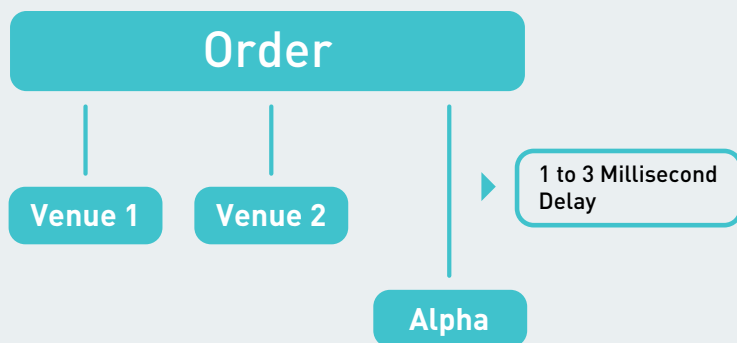 Order
Venue 1
Venue 2
1 to 3 Millisecond
Delay
Alpha